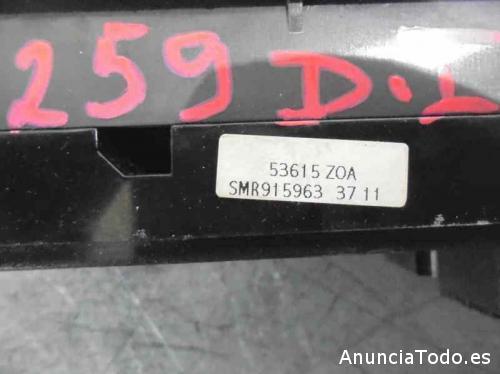 259 D.I
53615 ZOA
SMR915963 37 11
AnunciaTodo.es